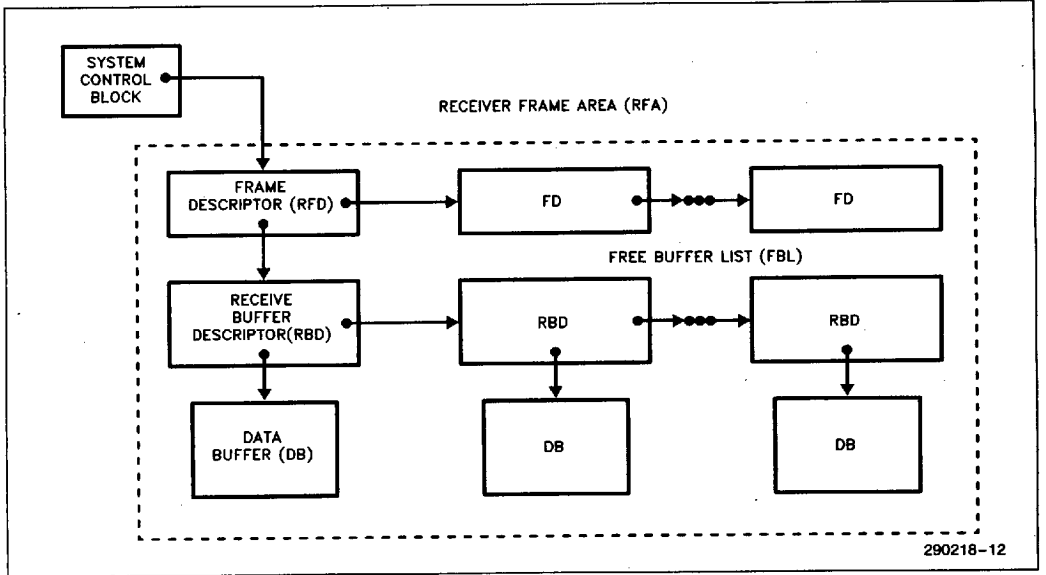 SYSTEM
CONTROL
BLOCK
RECEIVER FRAME AREA (RFA)
FRAME
DESCRIPTOR (RFD)
FD
FD
FREE BUFFER LIST (FBL)
RECEIVE
BUFFER
DESCRIPTOR(RBD)
RBD
RBD
DATA
BUFFER (DB)
DB
DB
290218-12